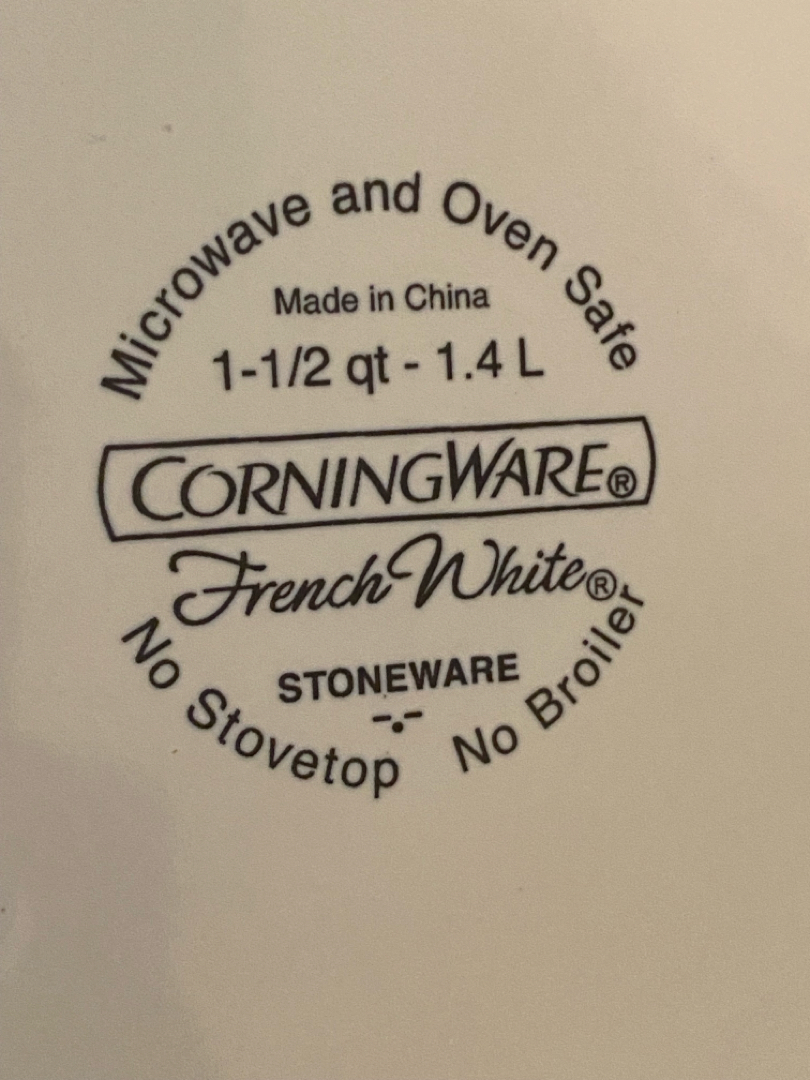 Microwave and Oven Safe
Made in China
1-1/2 qt - 1.4 L
CORNINGWARE®
French White®
STONEWARE
No Stovetop No Broiler